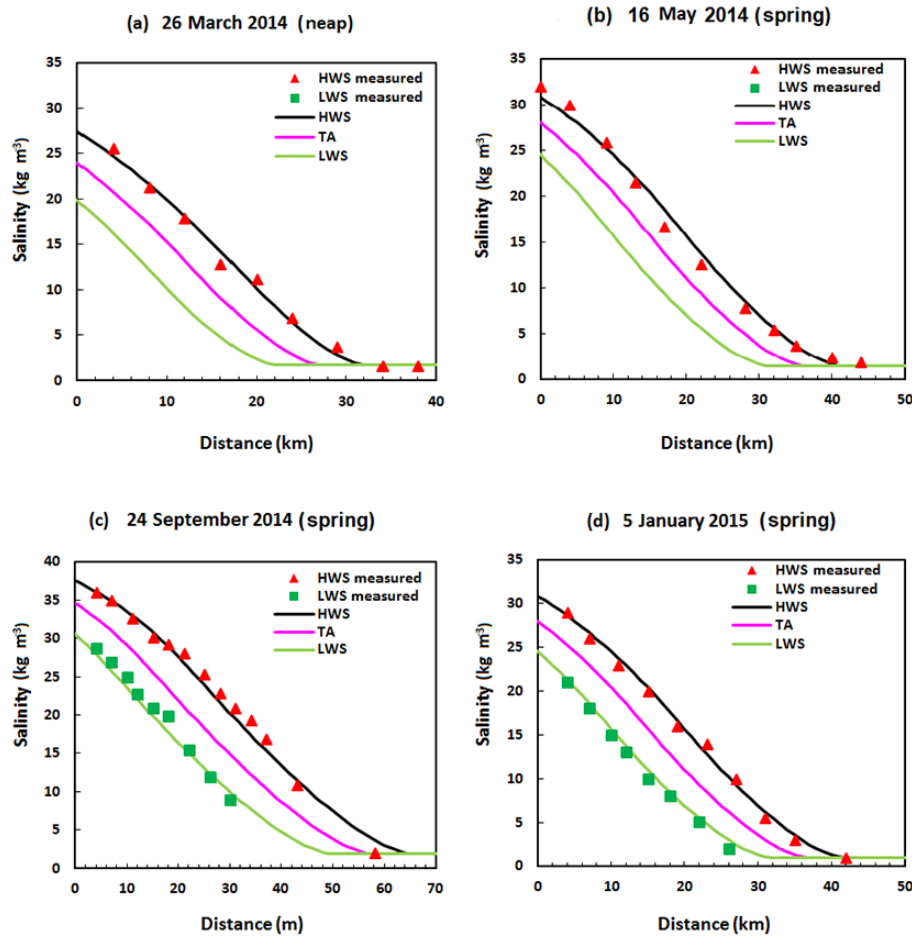 (a) 26 March 2014 (neap)
35
30
25
20
15
10
5
0
Salinity (kg m³)
HWS measured
LWS measured
HWS
TA
LWS
0 10 20 30 40
Distance (km)
(b) 16 May 2014 (spring)
35
30
25
20
15
10
5
0
Salinity (kg m³)
HWS measured
LWS measured
HWS
TA
LWS
0 10 20 30 40 50
Distance (km)
(c) 24 September 2014 (spring)
40
35
30
25
20
15
10
5
0
Salinity (kg m³)
HWS measured
LWS measured
HWS
TA
LWS
0 10 20 30 40 50 60 70
Distance (m)
(d) 5 January 2015 (spring)
35
30
25
20
15
10
5
0
Salinity (kg m³)
HWS measured
LWS measured
HWS
TA
LWS
0 10 20 30 40 50
Distance (km)